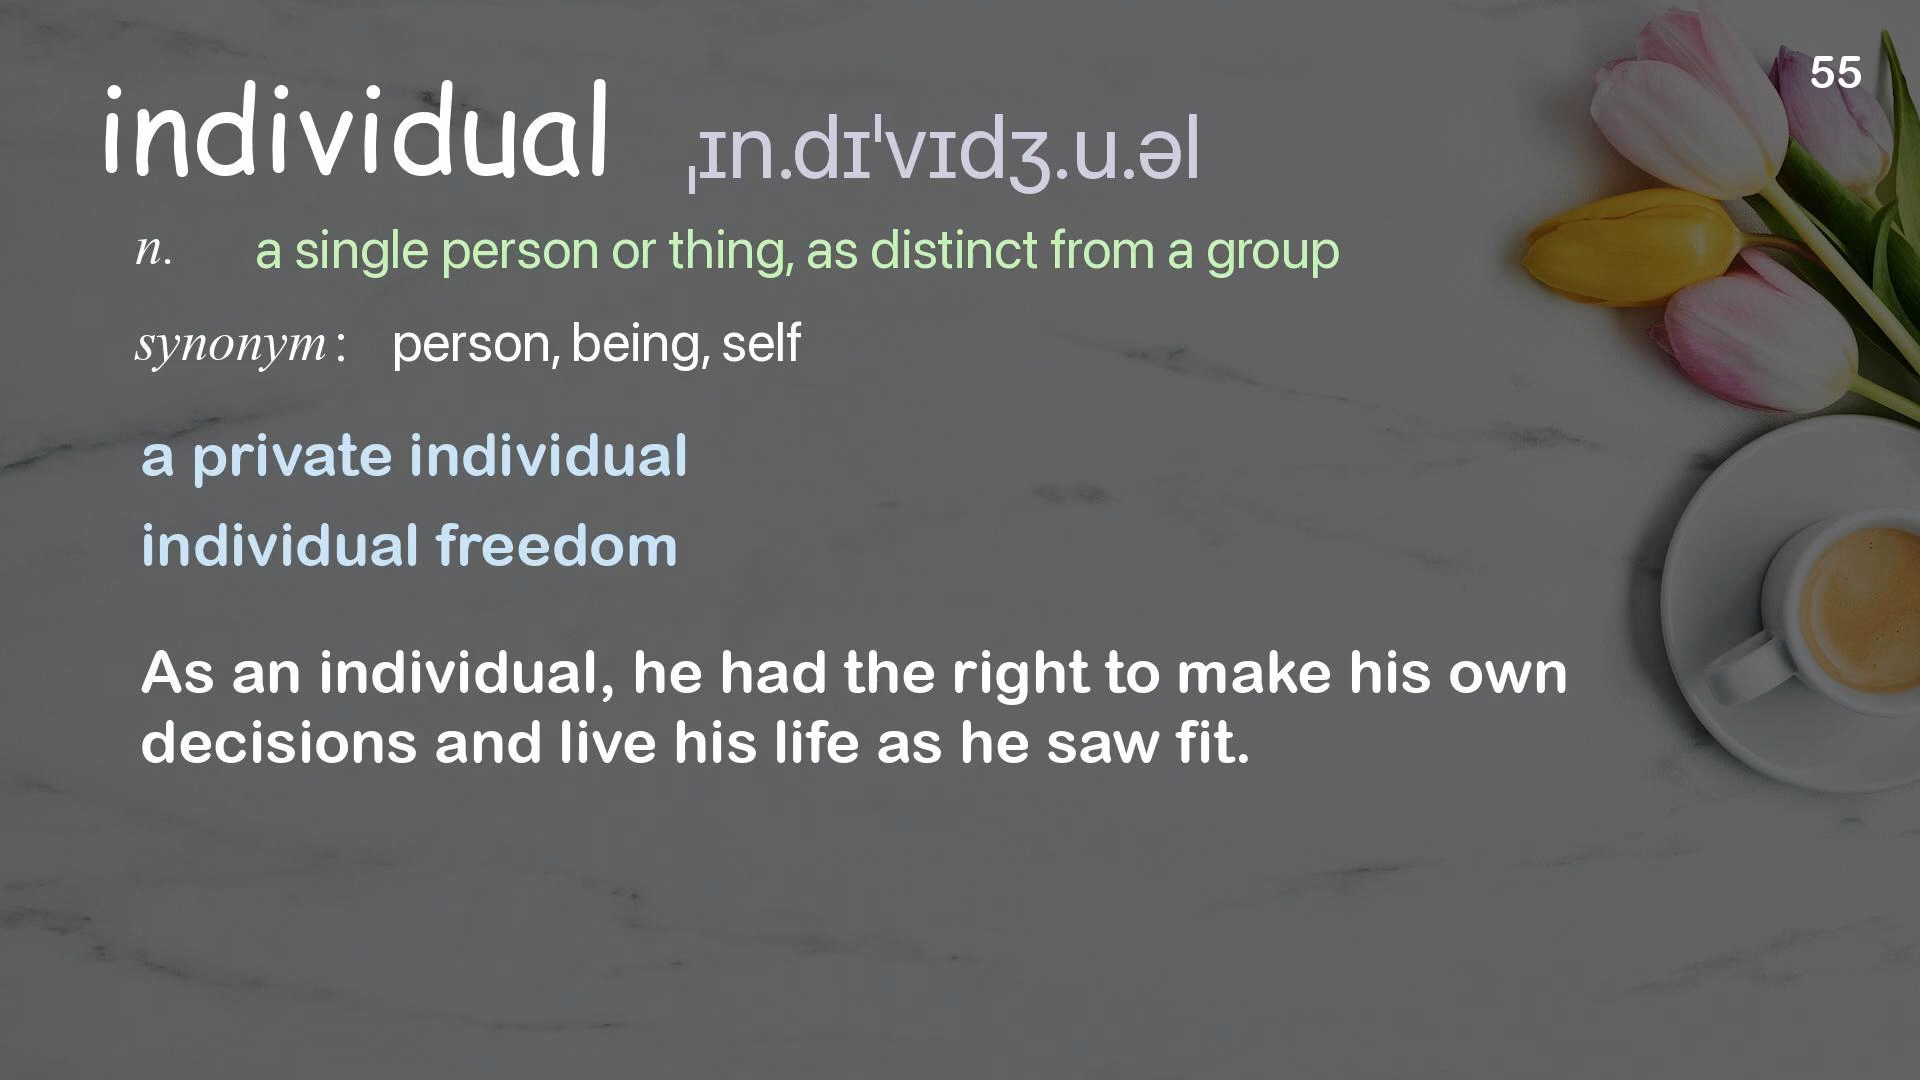 55
individual ˌɪn.dɪˈvɪdʒ.u.əl
n. a single person or thing, as distinct from a group
synonym: person, being, self
a private individual
individual freedom
As an individual, he had the right to make his own
decisions and live his life as he saw fit.